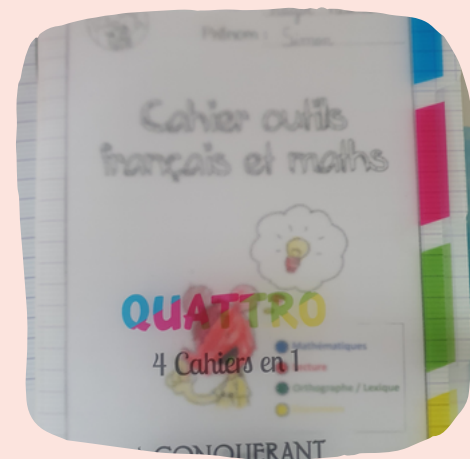 Prénom : Simon
Cahier outils
français et maths
QUATTRO
4 Cahiers en 1
Mathématiques
Lecture
Orthographe / Lexique
CONQUERANT